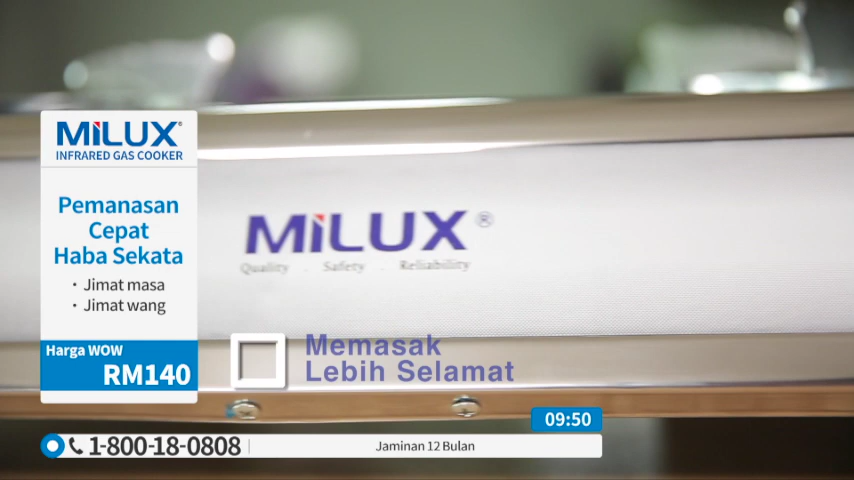 MiLUX®
INFRARED GAS COOKER
Pemanasan
Cepat
Haba Sekata
· Jimat masa
· Jimat wang
Harga WOW
RM140
MiLUX®
Quality . Safety . Reliability
Memasak
Lebih Selamat
09:50
1-800-18-0808
Jaminan 12 Bulan